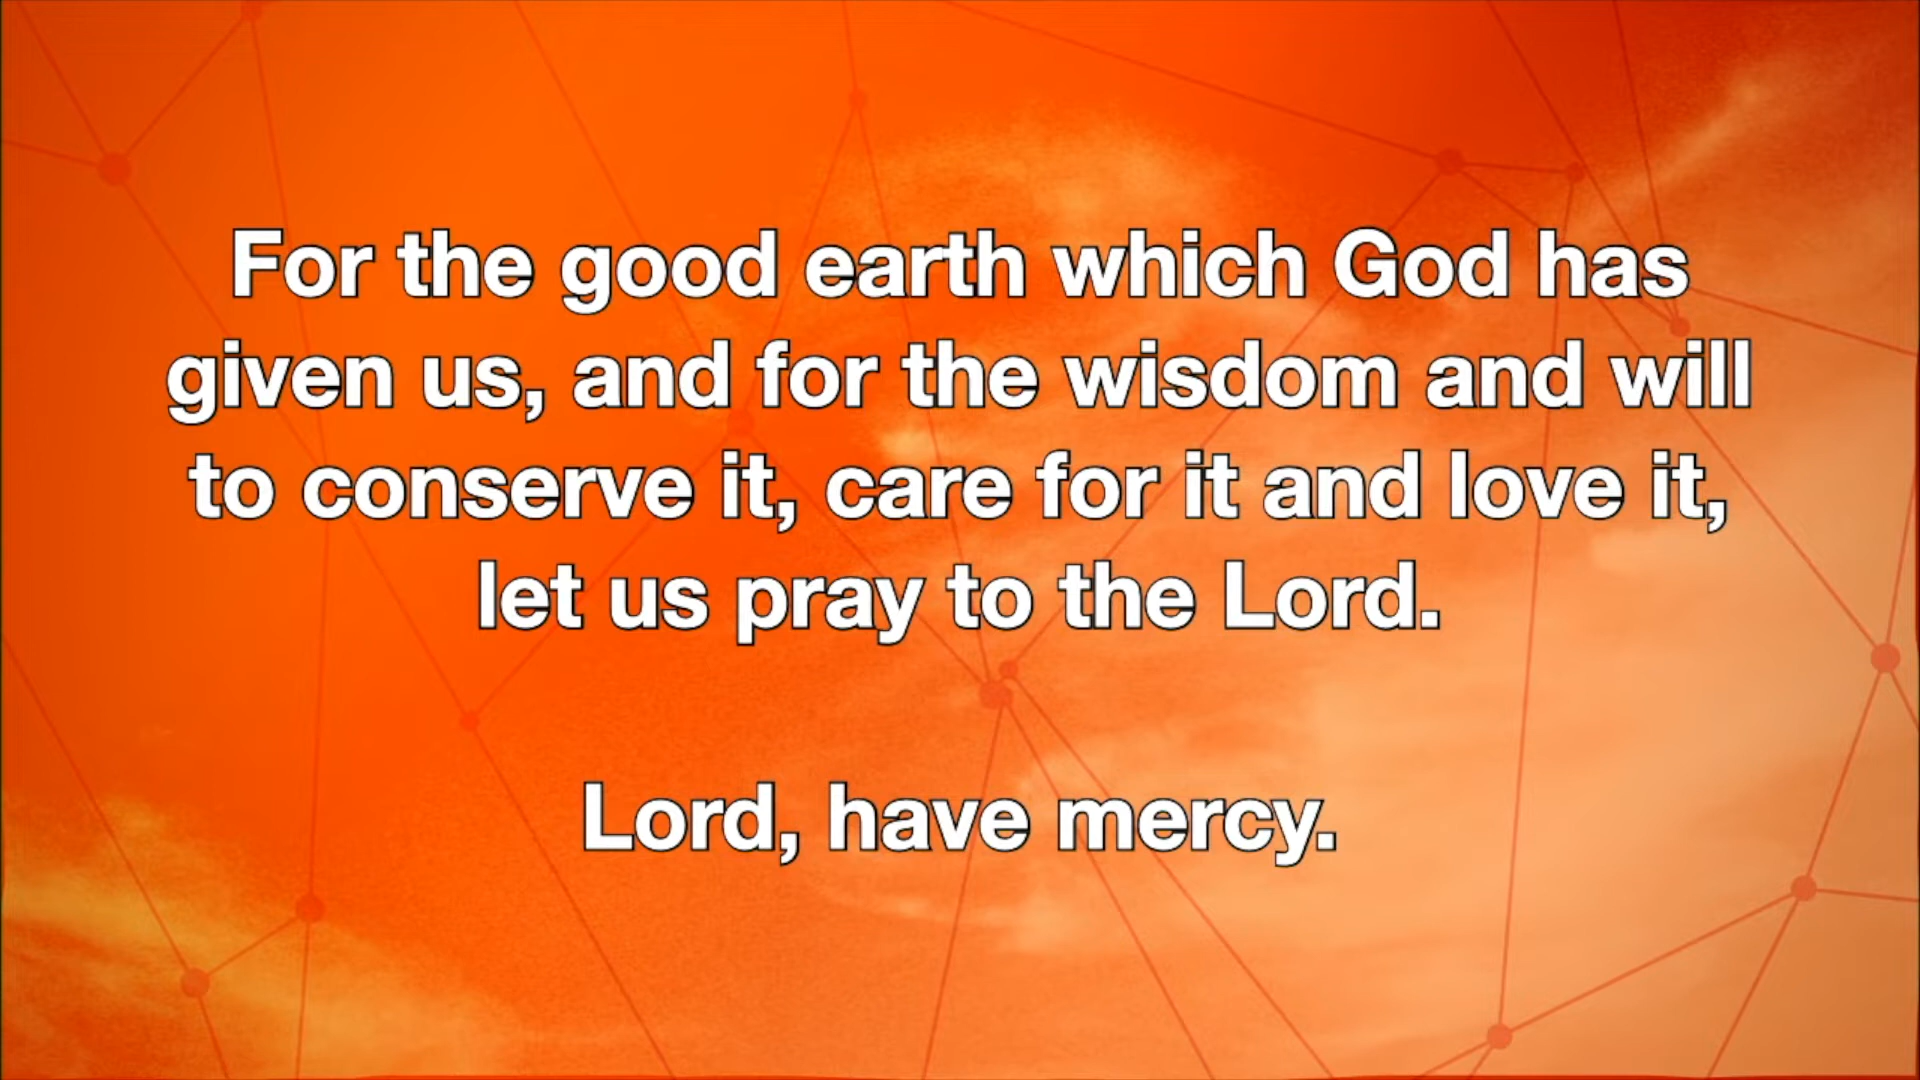 For the good earth which God has
given us, and for the wisdom and will
to conserve it, care for it and love it,
let us pray to the Lord.
Lord, have mercy.